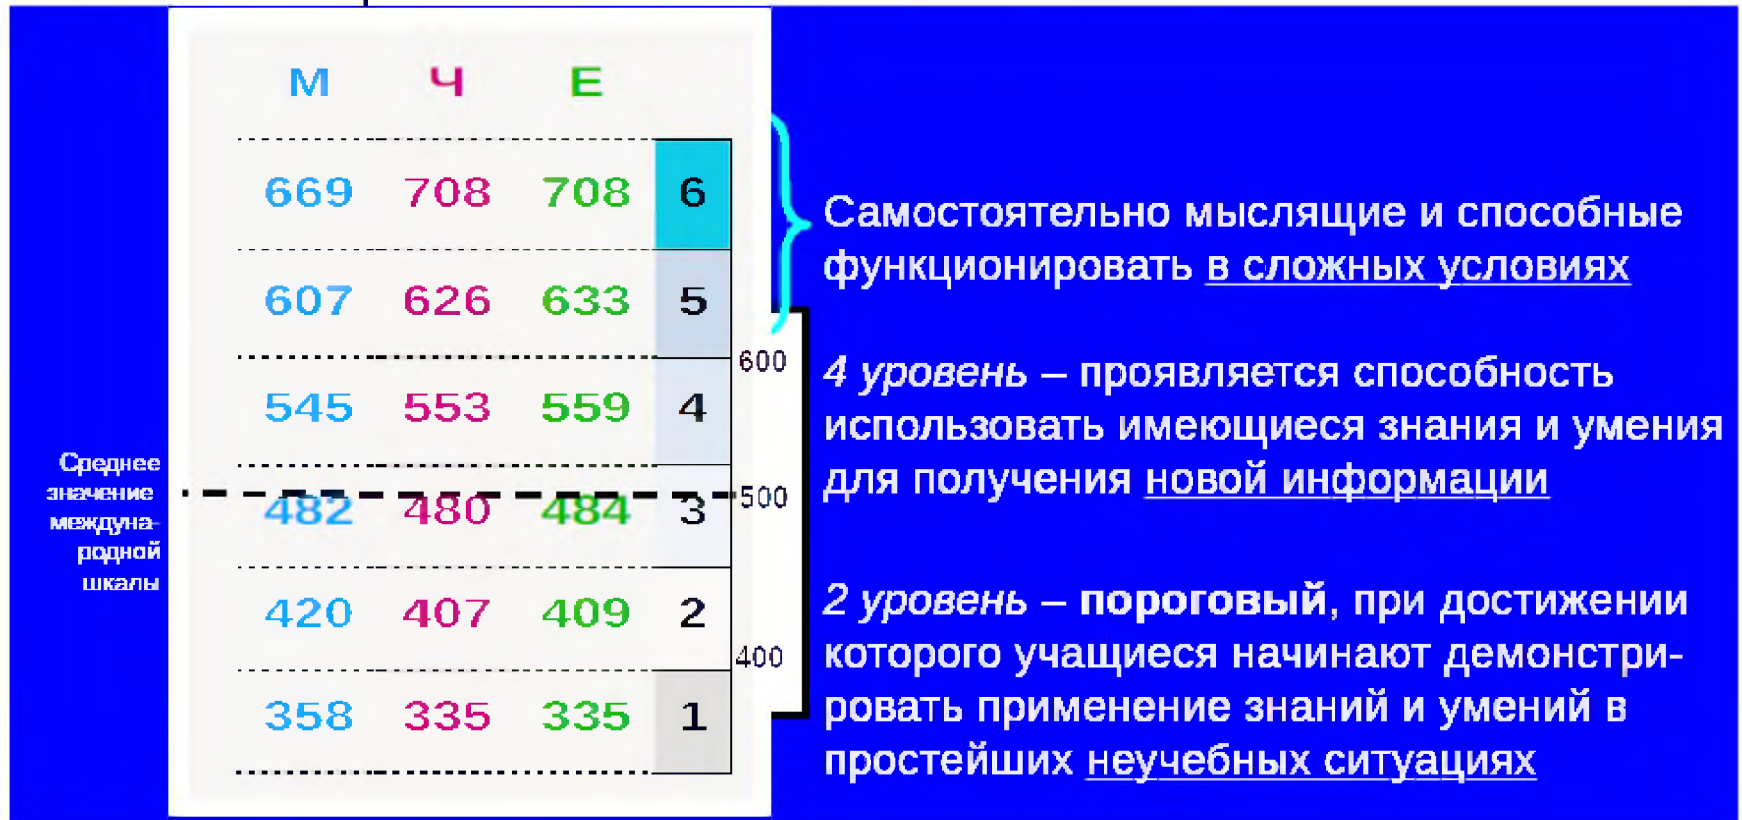 М Ч Е
669 708 708 6
607 626 633 5
600
545 553 559 4
500
482 480 484 3
420 407 409 2
400
358 335 335 1
Среднее
значение
междуна-
родной
шкалы
Самостоятельно мыслящие и способные
функционировать в сложных условиях
4 уровень – проявляется способность
использовать имеющиеся знания и умения
для получения новой информации
2 уровень – пороговый, при достижении
которого учащиеся начинают демонстри-
ровать применение знаний и умений в
простейших неучебных ситуациях